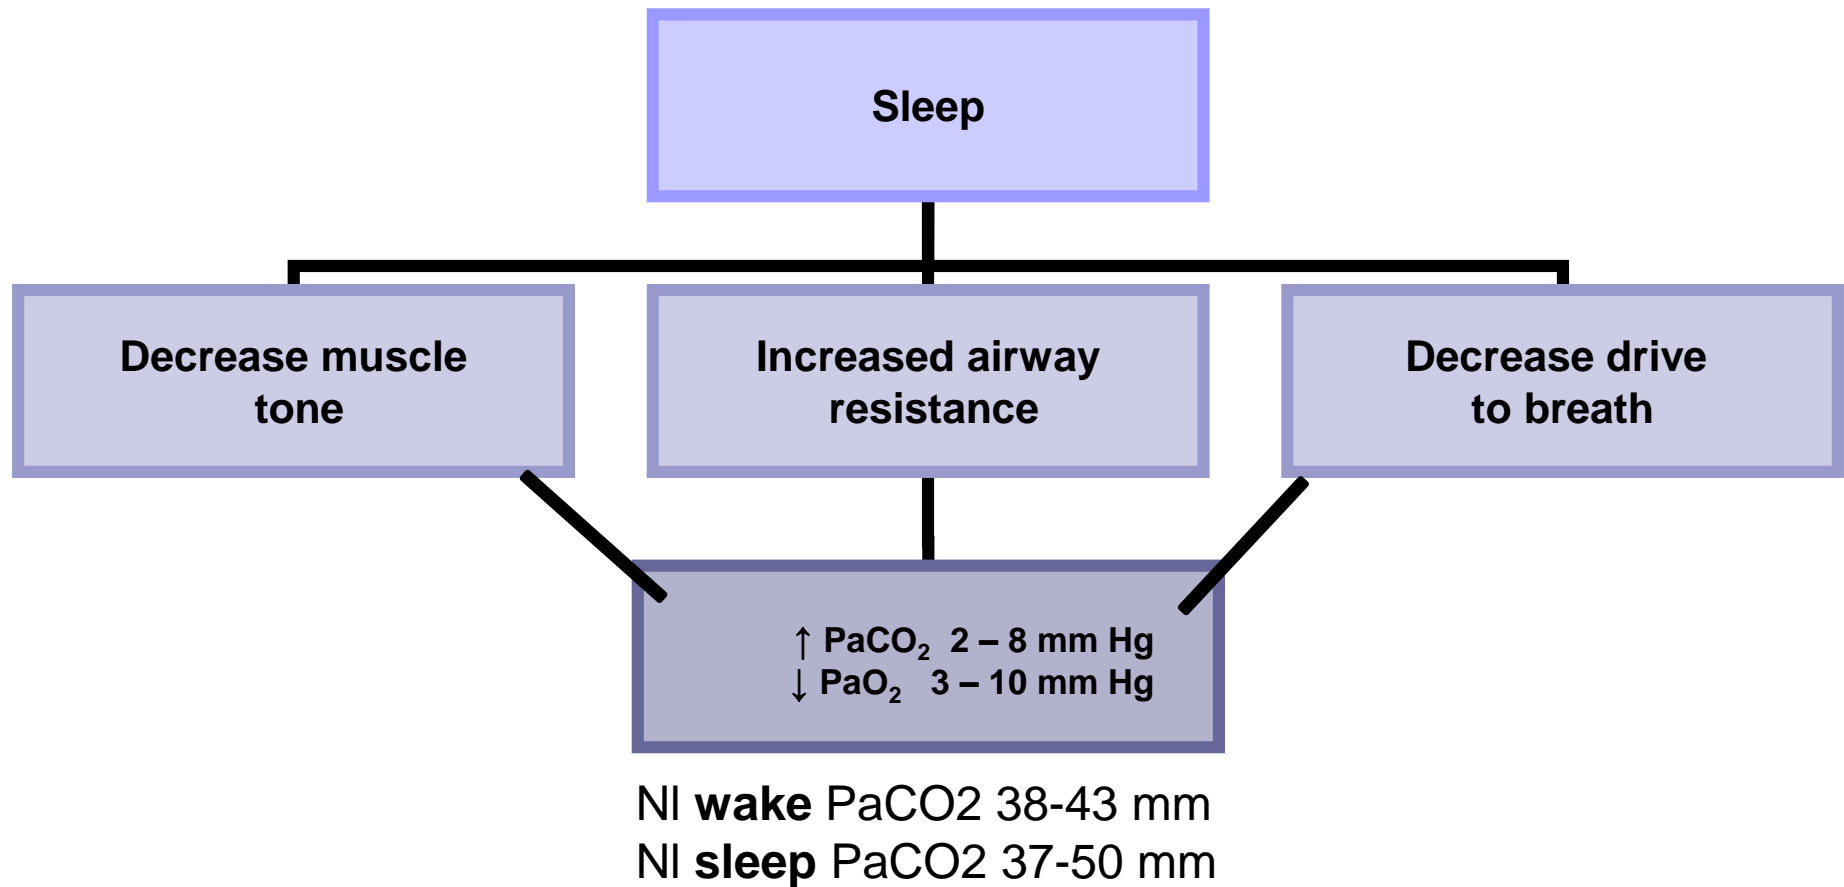 Sleep
Decrease muscle
tone
Increased airway
resistance
Decrease drive
to breath
↑ PaCO₂ 2 – 8 mm Hg
↓ PaO₂ 3 – 10 mm Hg
Nl wake PaCO2 38-43 mm
Nl sleep PaCO2 37-50 mm